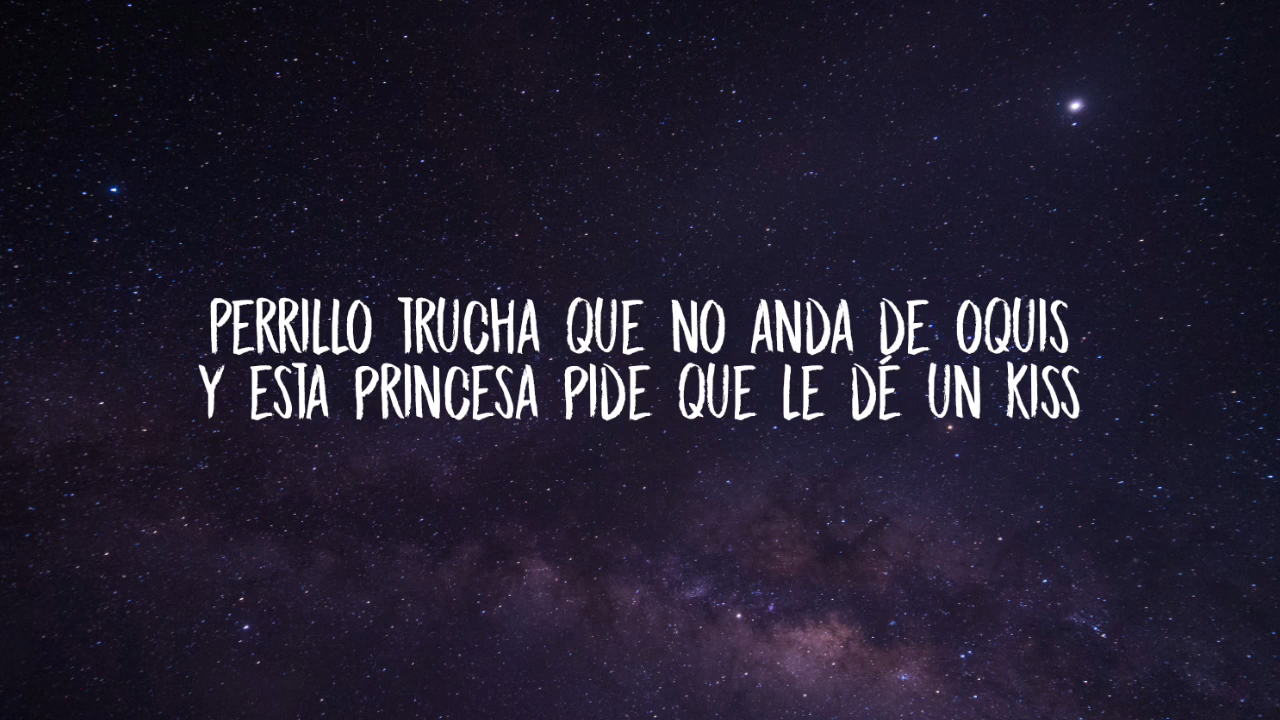 PERRILLO TRUCHA QUE NO ANDA DE OQUIS
Y ESTA PRINCESA PIDE QUE LE DÉ UN KISS